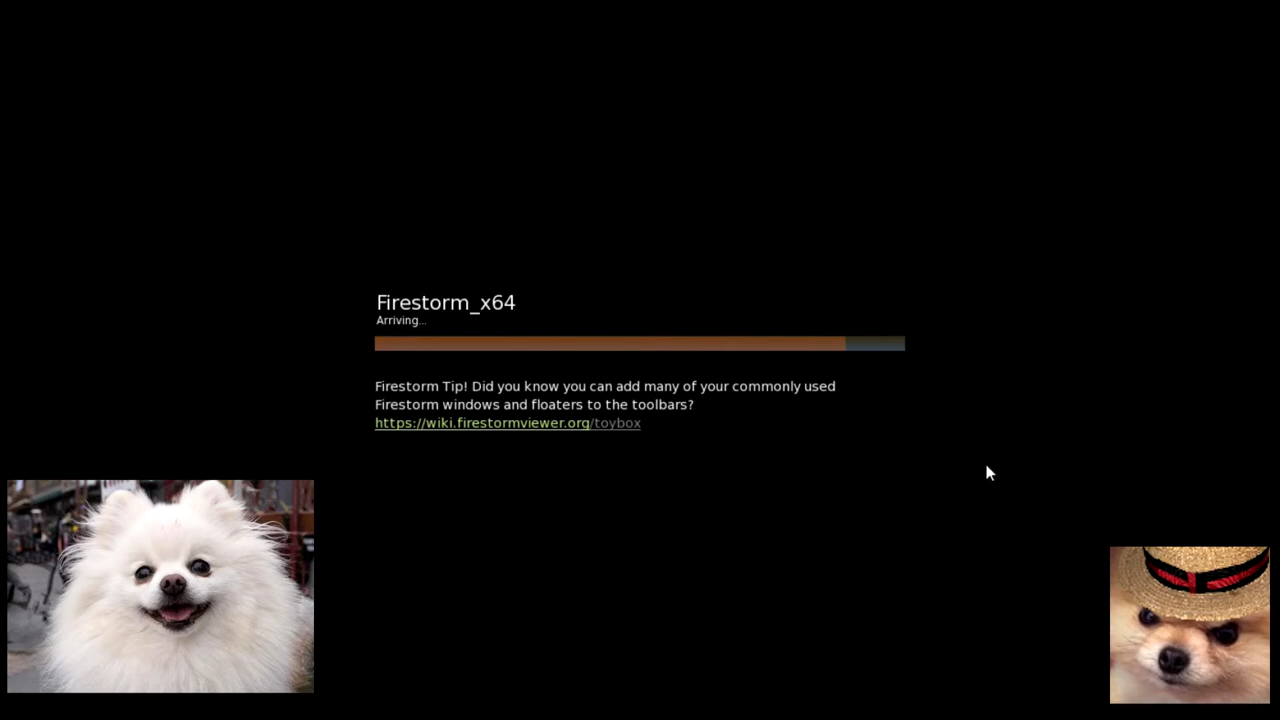 Firestorm_x64
Arriving...
Firestorm Tip! Did you know you can add many of your commonly used
Firestorm windows and floaters to the toolbars?
https://wiki.firestormviewer.org/toybox